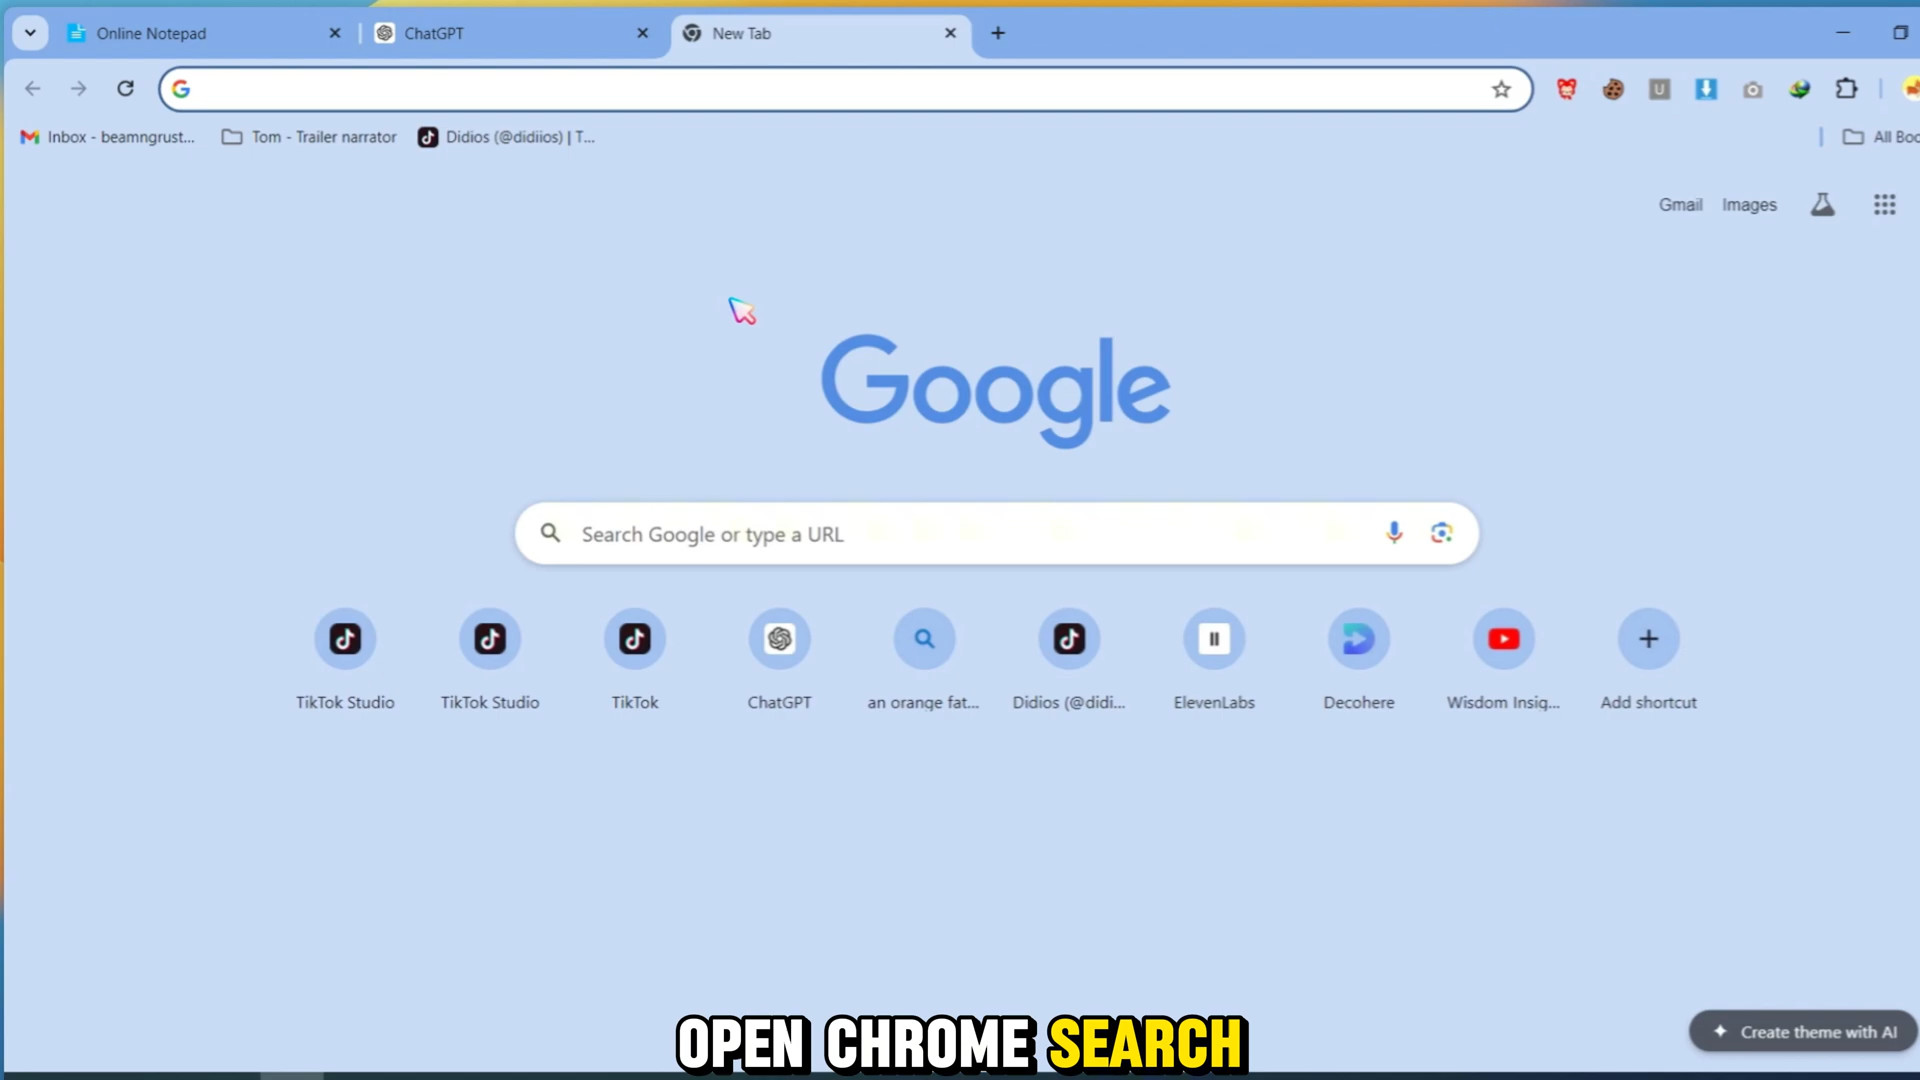 Online Notepad
ChatGPT
New Tab
Inbox - beamngrust...
Tom - Trailer narrator
Didios (@didiios) | T...
All Boo
Gmail
Images
Google
Search Google or type a URL
TikTok Studio
TikTok Studio
TikTok
ChatGPT
an orange fat...
Didios (@didi...
ElevenLabs
Decohere
Wisdom Insig...
Add shortcut
Create theme with AI
OPEN CHROME SEARCH